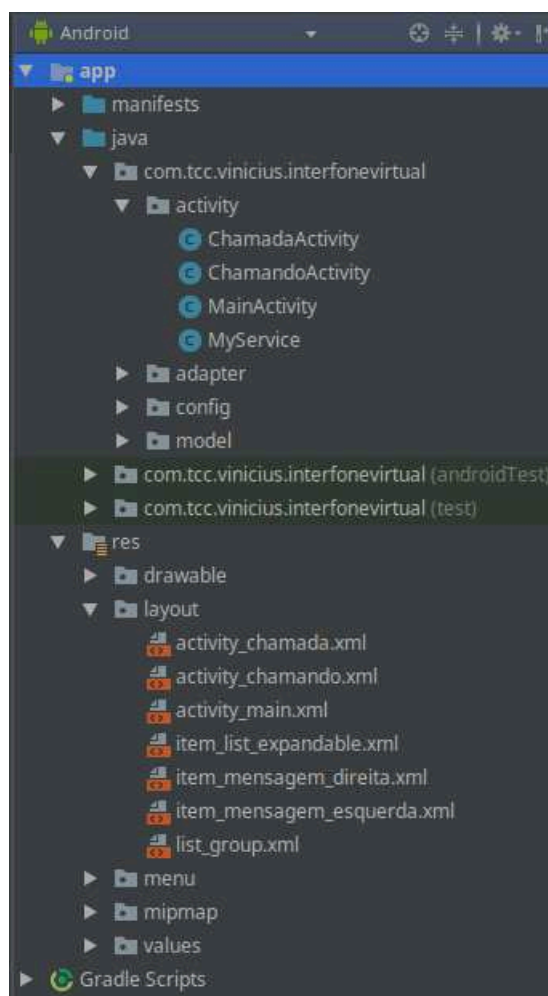 Android
app
manifests
java
com.tcc.vinicius.interfonevirtual
activity
ChamadaActivity
ChamandoActivity
MainActivity
MyService
adapter
config
model
com.tcc.vinicius.interfonevirtual (androidTest)
com.tcc.vinicius.interfonevirtual (test)
res
drawable
layout
activity_chamada.xml
activity_chamando.xml
activity_main.xml
item_list_expandable.xml
item_mensagem_direita.xml
item_mensagem_esquerda.xml
list_group.xml
menu
mipmap
values
Gradle Scripts